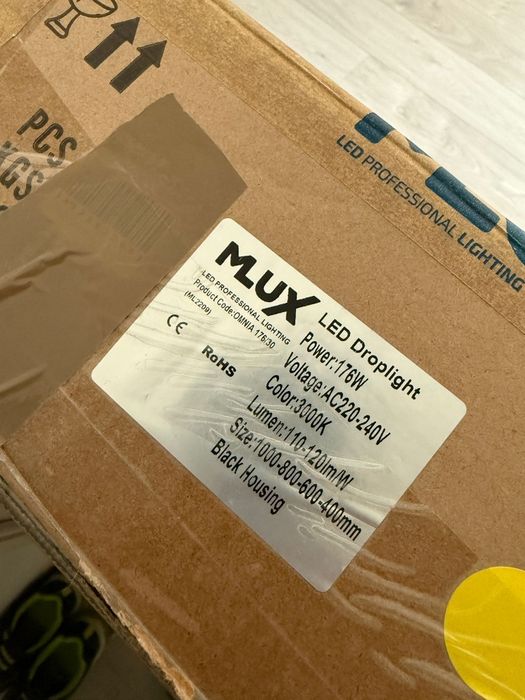 PCS
KGS
LED PROFESSIONAL LIGHTING
MLUX
LED PROFESSIONAL LIGHTING
Product Code:OMNIA 176/30
(ML2209)
CE
RoHS
LED Droplight
Power:176W
Voltage:AC220-240V
Color:3000K
Lumen:110-120lm/W
Size:1000-800-600-400mm
Black Housing